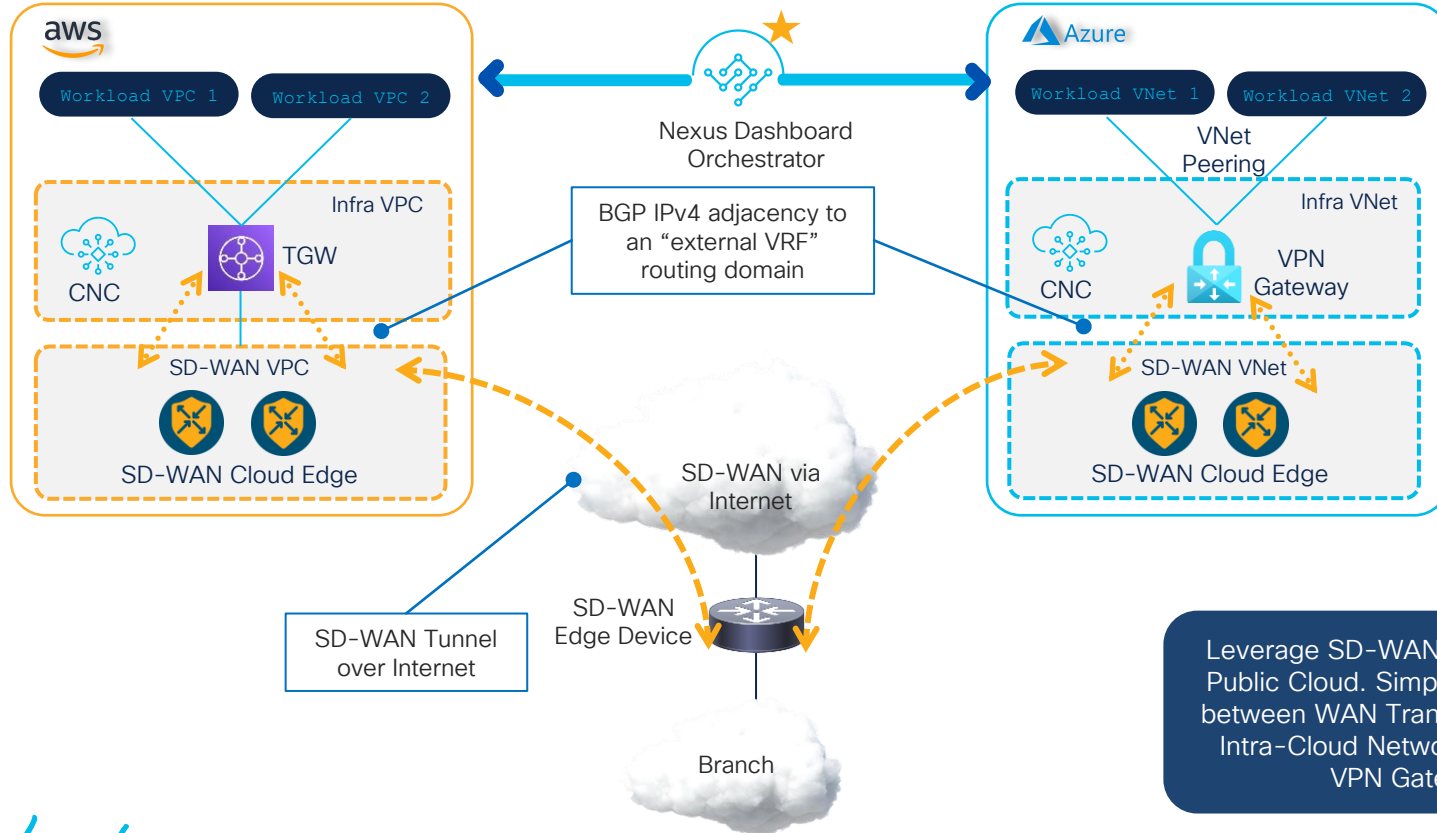 aws
Workload VPC 1
Workload VPC 2
Infra VPC
CNC
TGW
SD-WAN VPC
SD-WAN Cloud Edge
Nexus Dashboard
Orchestrator
BGP IPv4 adjacency to
an “external VRF”
routing domain
Azure
Workload VNet 1
Workload VNet 2
VNet
Peering
Infra VNet
CNC
VPN
Gateway
SD-WAN VNet
SD-WAN Cloud Edge
SD-WAN via
Internet
SD-WAN Tunnel
over Internet
SD-WAN
Edge Device
Branch
Leverage SD-WAN
Public Cloud. Simp
between WAN Tran
Intra-Cloud Netwo
VPN Gate